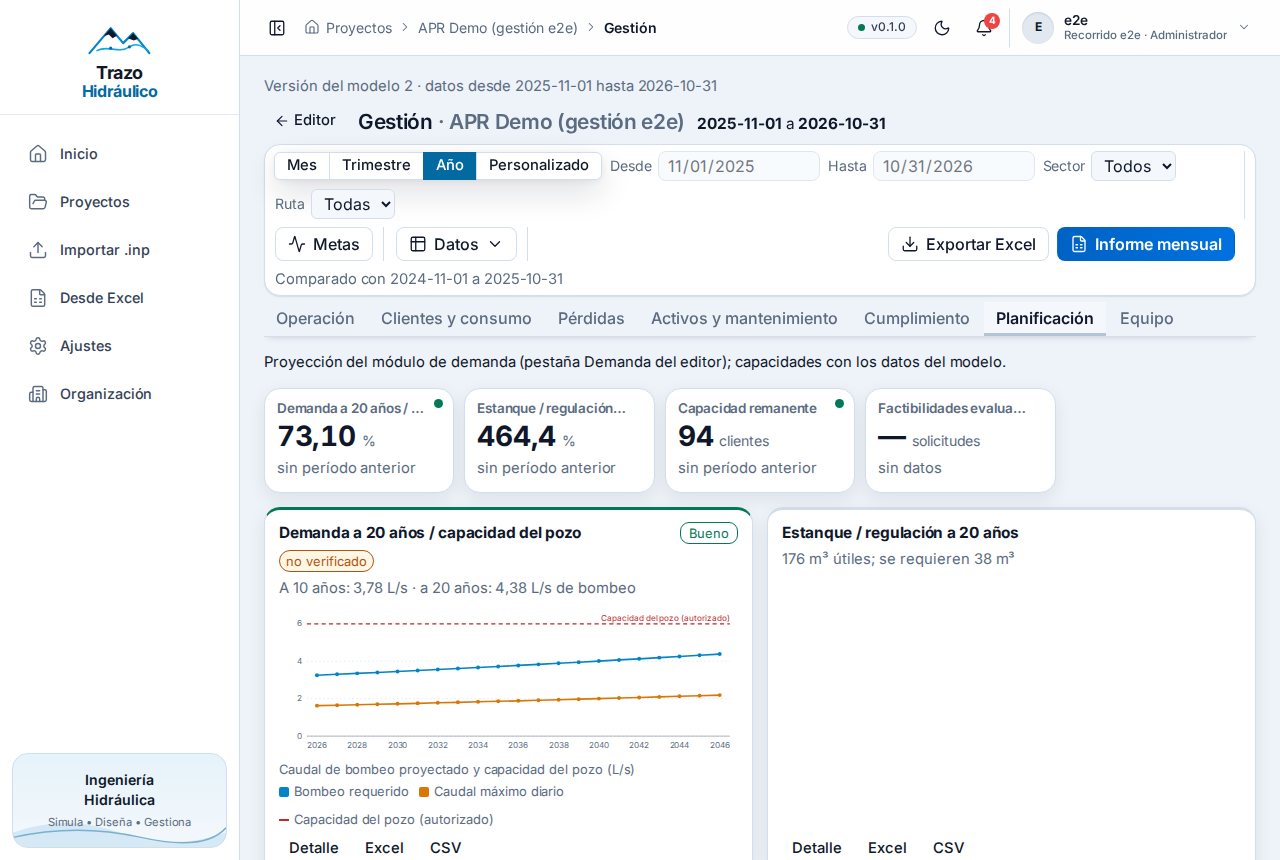 Trazo
Hidráulico
Inicio
Proyectos
Importar .inp
Desde Excel
Ajustes
Organización
Ingeniería
Hidráulica
Simula • Diseña • Gestiona
Proyectos > APR Demo (gestión e2e) > Gestión
v0.1.0
4
E
e2e
Recorrido e2e · Administrador
Versión del modelo 2 · datos desde 2025-11-01 hasta 2026-10-31
← Editor
Gestión · APR Demo (gestión e2e) 2025-11-01 a 2026-10-31
Mes Trimestre Año Personalizado Desde 11/01/2025 Hasta 10/31/2026 Sector Todos
Ruta Todas
Metas Datos Exportar Excel Informe mensual
Comparado con 2024-11-01 a 2025-10-31
Operación Clientes y consumo Pérdidas Activos y mantenimiento Cumplimiento Planificación Equipo
Proyección del módulo de demanda (pestaña Demanda del editor); capacidades con los datos del modelo.
Demanda a 20 años / ...
73,10 %
sin período anterior
Estanque / regulación...
464,4 %
sin período anterior
Capacidad remanente
94 clientes
sin período anterior
Factibilidades evalua...
— solicitudes
sin datos
Demanda a 20 años / capacidad del pozo
Bueno
no verificado
A 10 años: 3,78 L/s · a 20 años: 4,38 L/s de bombeo
Capacidad del pozo (autorizado)
6
4
2
0
2026 2028 2030 2032 2034 2036 2038 2040 2042 2044 2046
Caudal de bombeo proyectado y capacidad del pozo (L/s)
Bombeo requerido Caudal máximo diario
Capacidad del pozo (autorizado)
Detalle Excel CSV
Estanque / regulación a 20 años
176 m³ útiles; se requieren 38 m³
Detalle Excel CSV